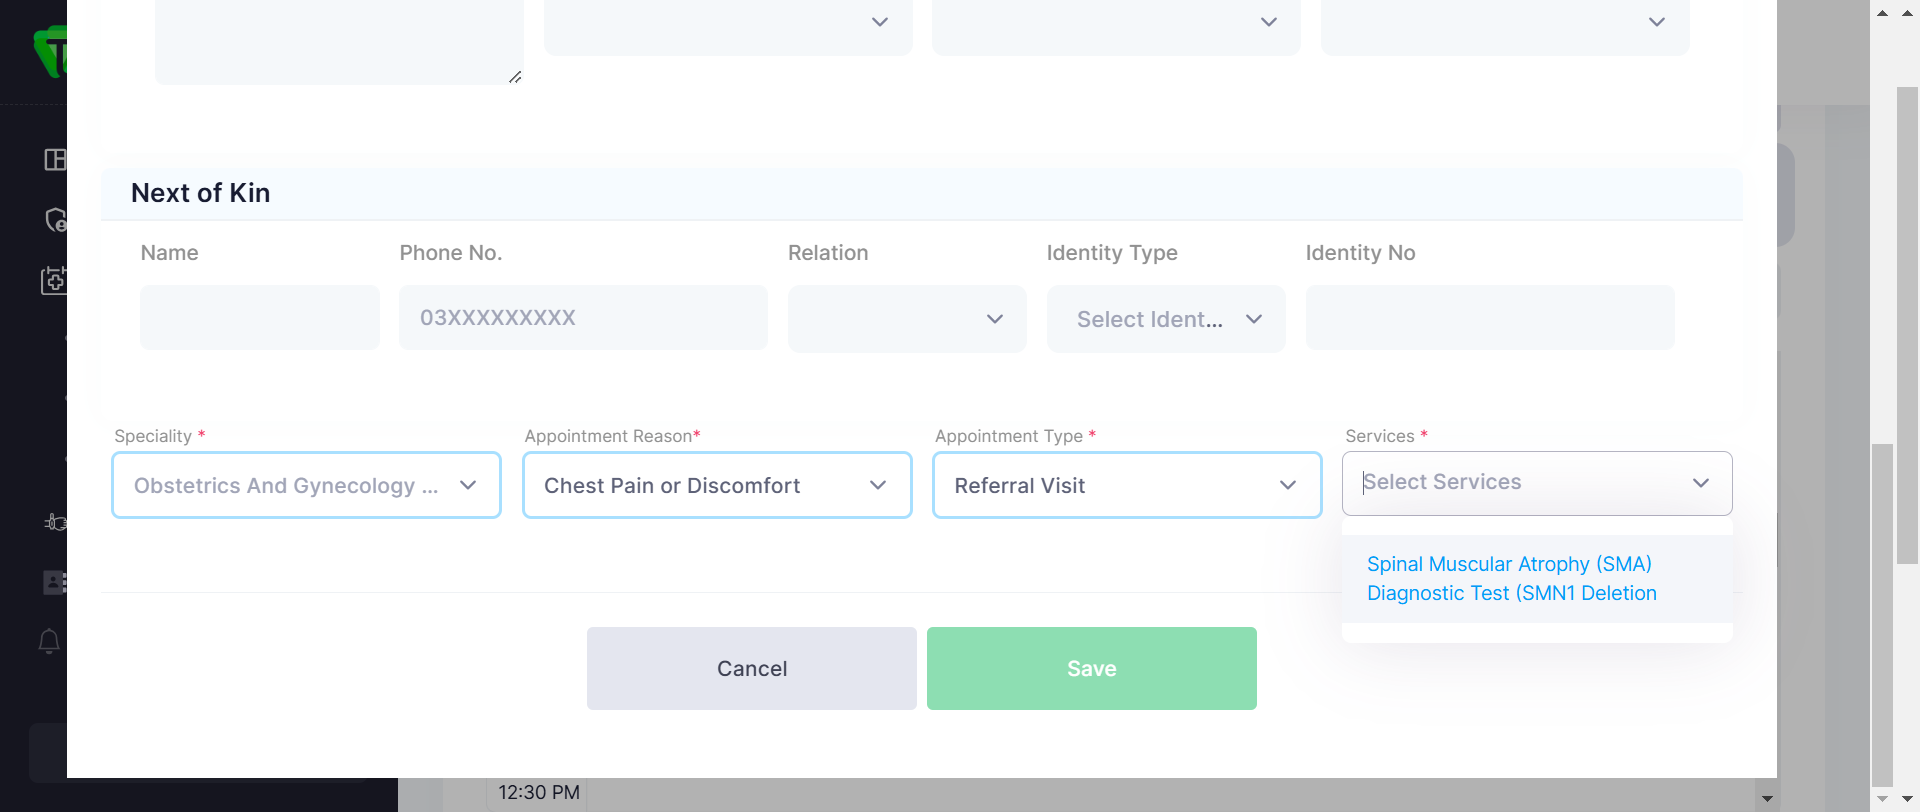 Next of Kin
Name
Phone No.
Relation
Identity Type
Identity No
03XXXXXXXXX
Select Ident...
Speciality *
Appointment Reason*
Appointment Type *
Services *
Obstetrics And Gynecology ...
Chest Pain or Discomfort
Referral Visit
Select Services
Spinal Muscular Atrophy (SMA)
Diagnostic Test (SMN1 Deletion
Cancel
Save
12:30 PM